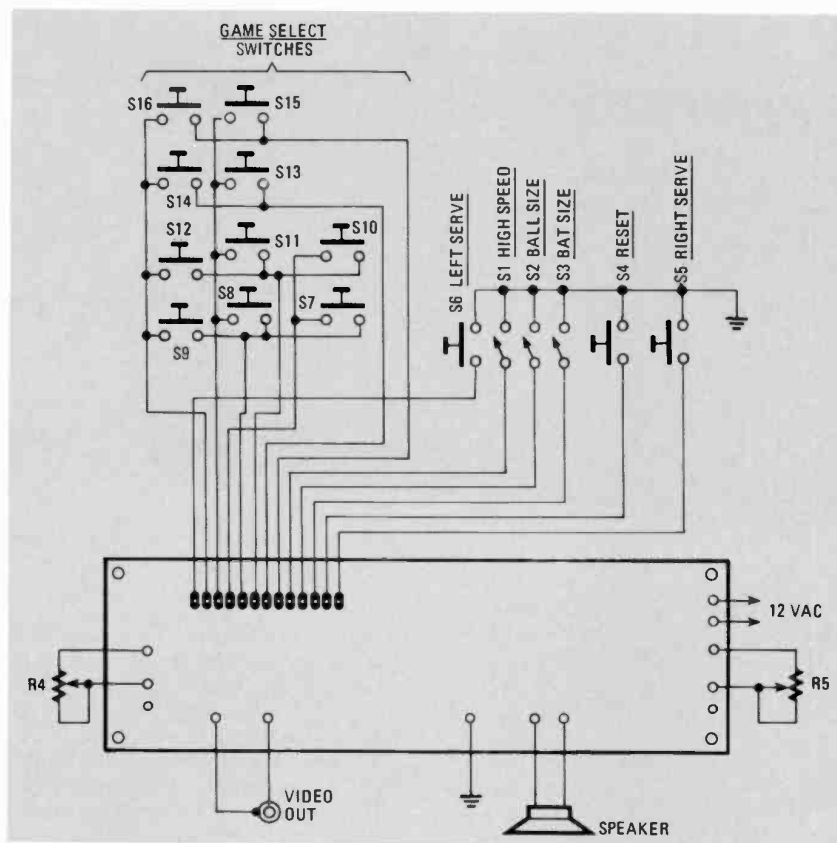 GAME SELECT
SWITCHES
S16
S15
S14
S13
S12
S11
S10
S9
S8
S7
S6 LEFT SERVE
S1 HIGH SPEED
S2 BALL SIZE
S3 BAT SIZE
S4 RESET
S5 RIGHT SERVE
12 VAC
R4
R5
VIDEO
OUT
SPEAKER